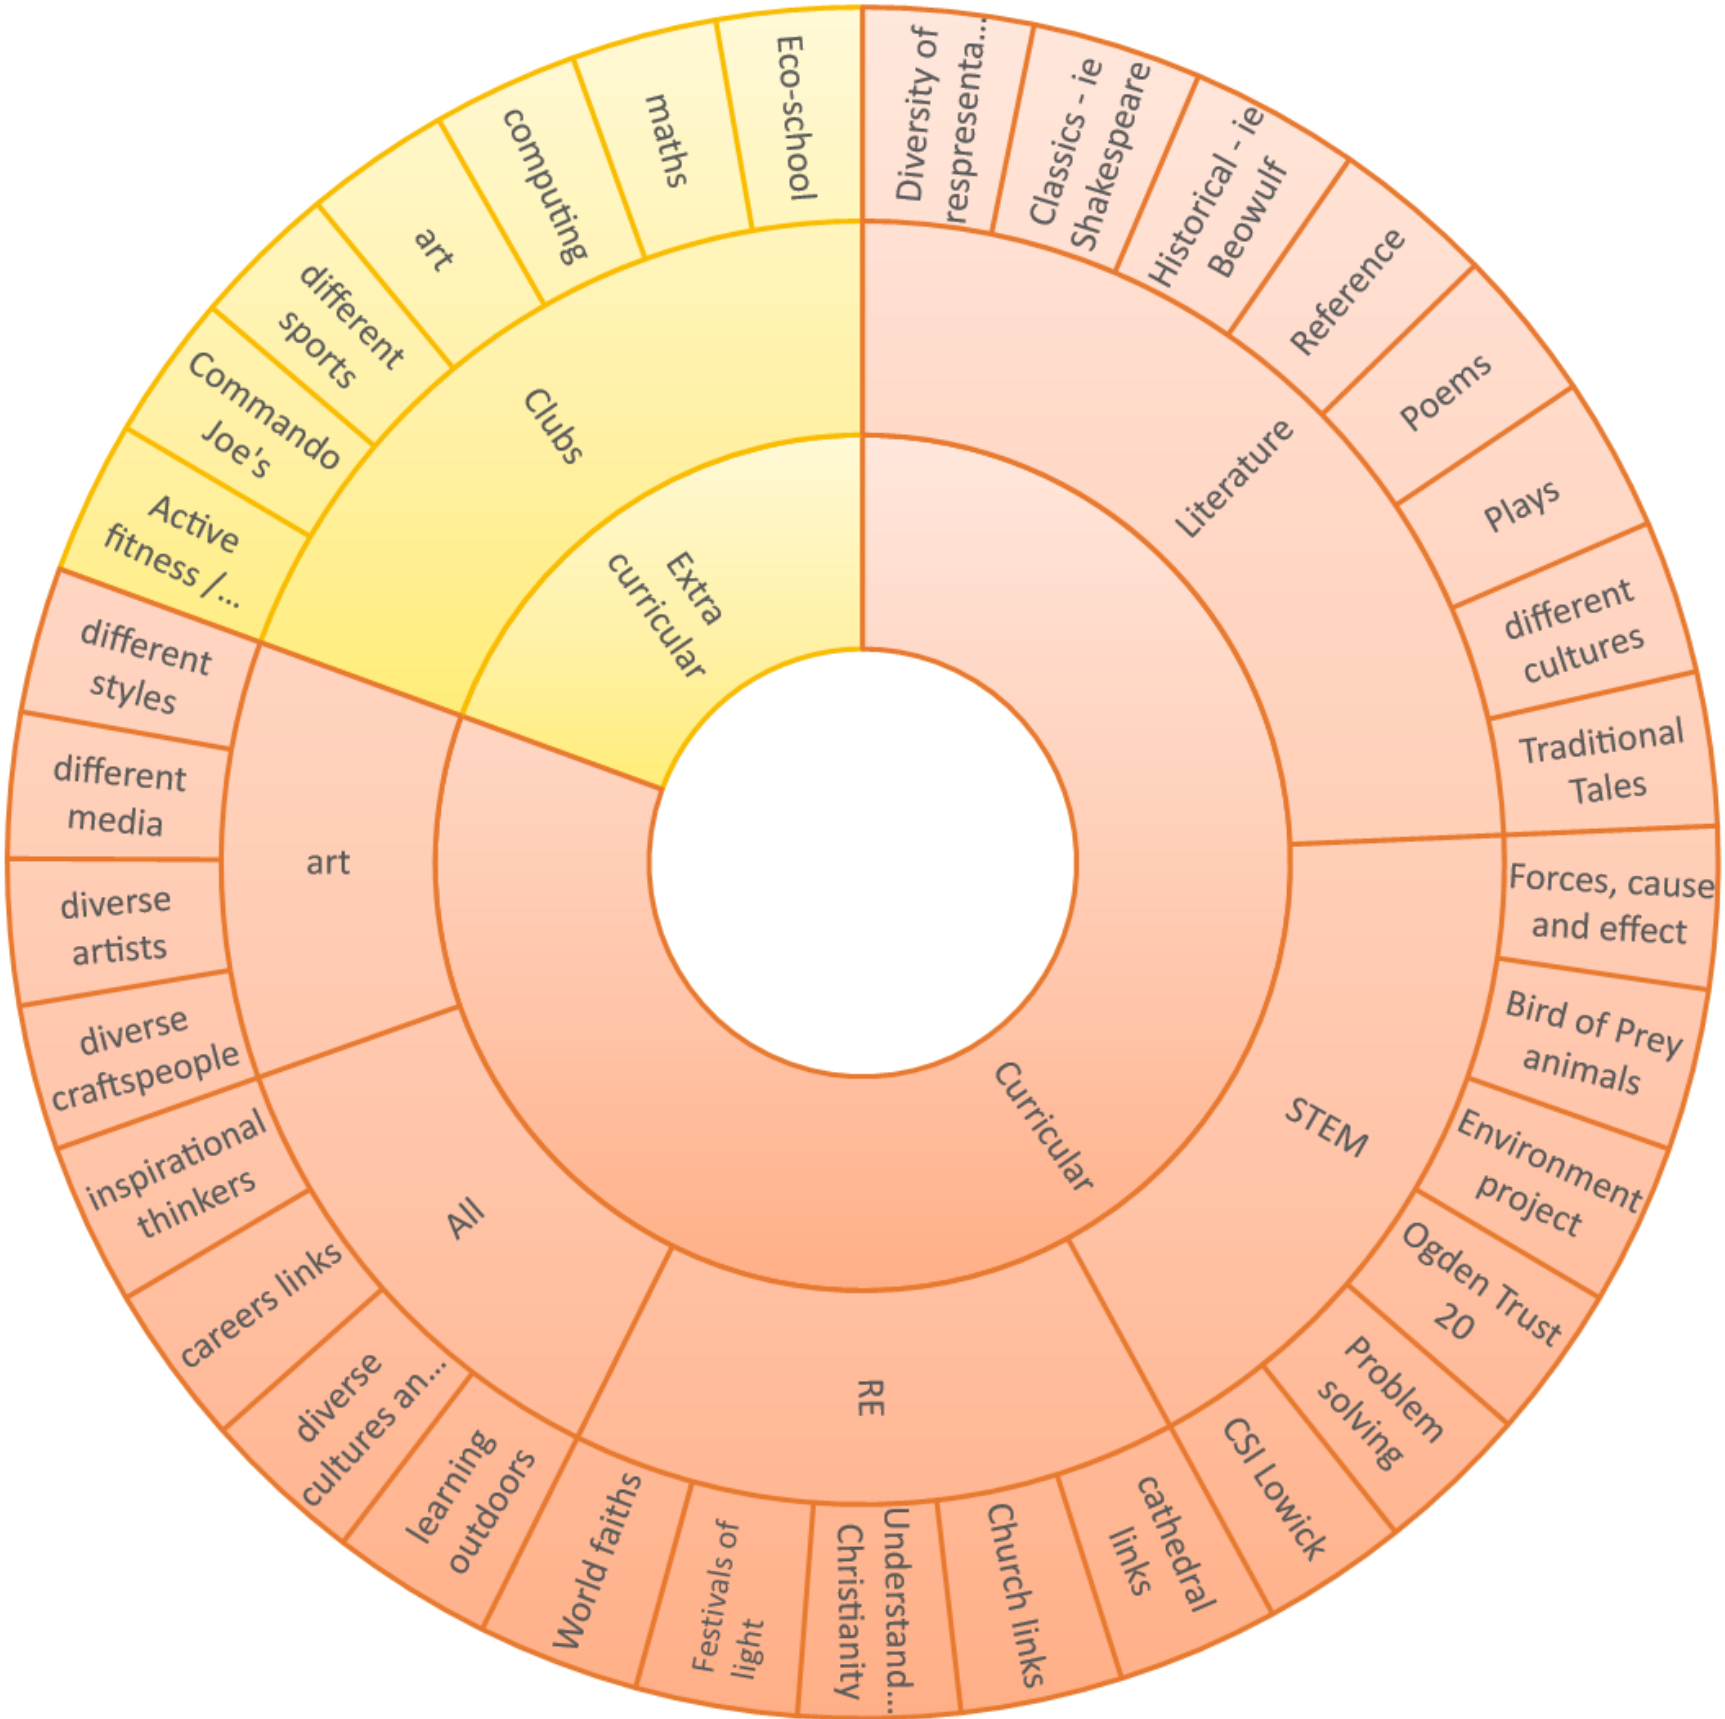 Curricular
Literature
Diversity of
respresenta...
Classics - ie
Shakespeare
Historical - ie
Beowulf
Reference
Poems
Plays
different
cultures
Traditional
Tales
STEM
Forces, cause
and effect
Bird of Prey
animals
Environment
project
Ogden Trust
20
Problem
solving
CSI Lowick
RE
cathedral
links
Church links
Understand...
Christianity
Festivals of
light
World faiths
All
learning
outdoors
diverse
cultures an...
careers links
inspirational
thinkers
art
diverse
craftspeople
diverse
artists
different
media
different
styles
Extra
curricular
Clubs
Active
fitness /...
Commando
Joe's
different
sports
art
computing
maths
Eco-school